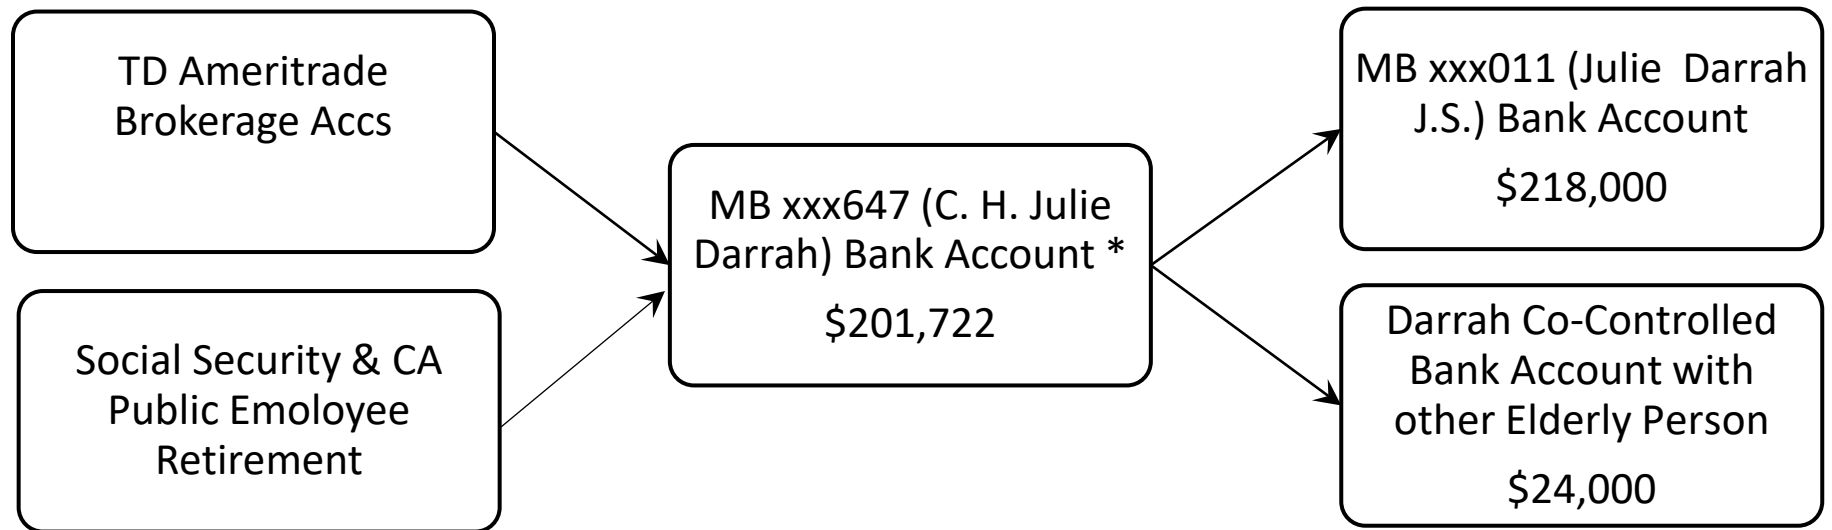 TD Ameritrade
Brokerage Accs
Social Security & CA
Public Emoloyee
Retirement
MB xxx647 (C. H. Julie
Darrah) Bank Account *
$201,722
MB xxx011 (Julie  Darrah
J.S.) Bank Account
$218,000
Darrah Co-Controlled
Bank Account with
other Elderly Person
$24,000